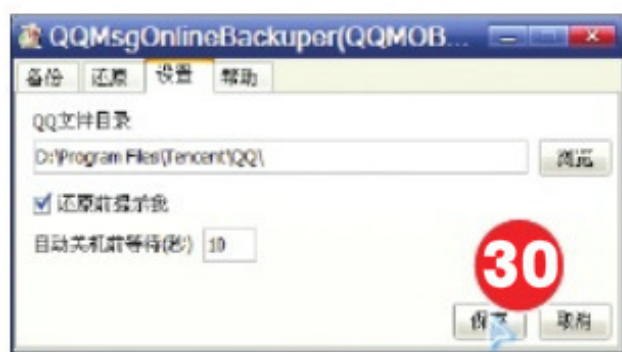 QQMsgOnlineBackuper(QQMOB...
备份 还原 设置 帮助
QQ文件目录
D:\Program Files\Tencent\QQ\ 浏览
还原前提示我
自动关机前等待(秒) 10
30
保存 取消